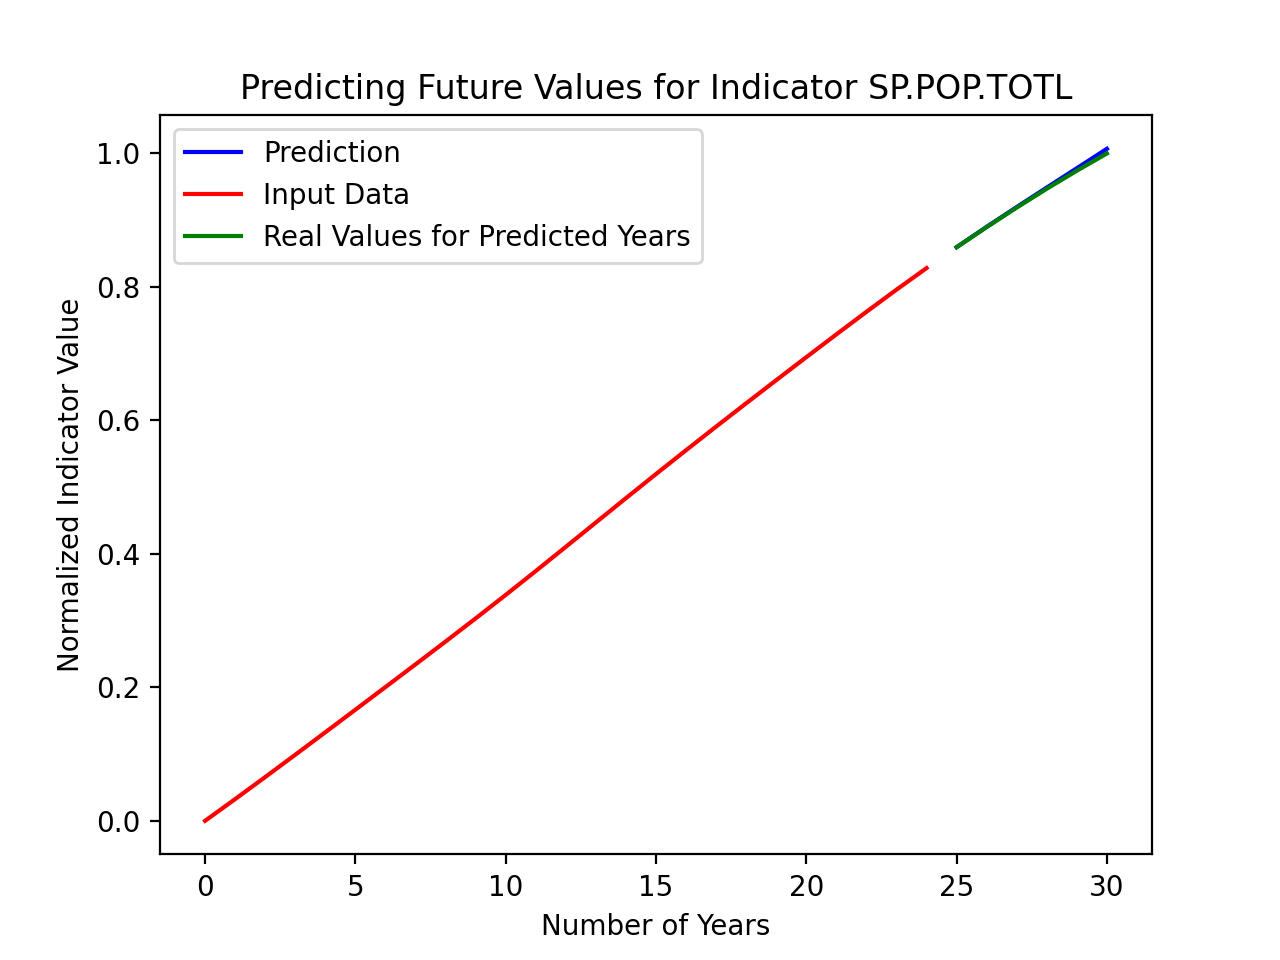 Predicting Future Values for Indicator SP.POP.TOTL
Prediction
Input Data
Real Values for Predicted Years
Normalized Indicator Value
1.0
0.8
0.6
0.4
0.2
0.0
0 5 10 15 20 25 30
Number of Years